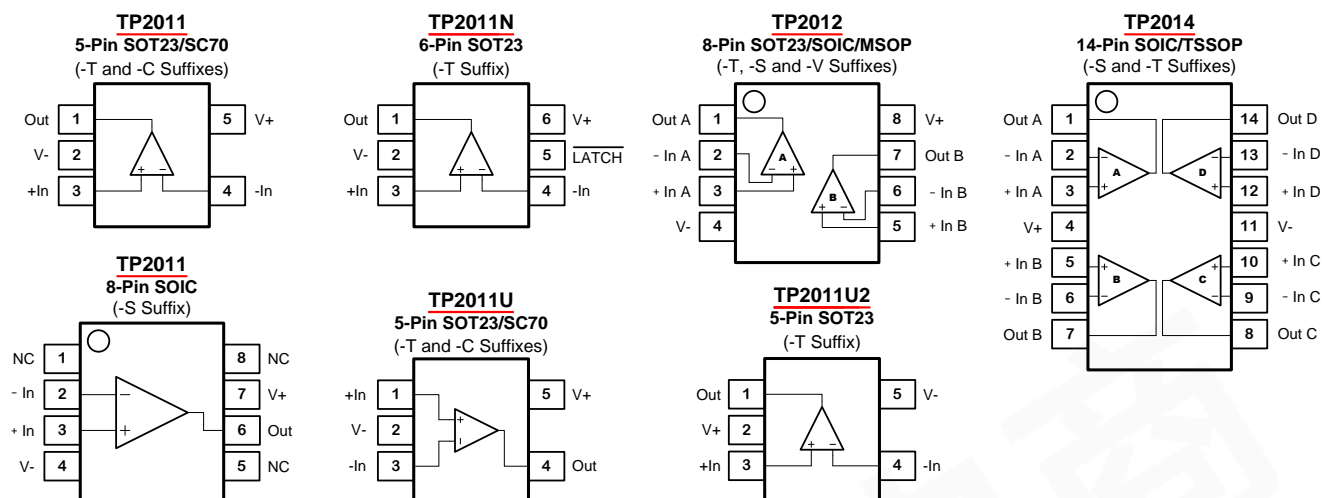 TP2011
5-Pin SOT23/SC70
(-T and -C Suffixes)
Out 1 5 V+
V- 2
+In 3 4 -In
+ -
TP2011N
6-Pin SOT23
(-T Suffix)
Out 1 6 V+
V- 2 5 LATCH
+In 3 4 -In
+ -
TP2012
8-Pin SOT23/SOIC/MSOP
(-T, -S and -V Suffixes)
Out A 1 8 V+
- In A 2 7 Out B
+ In A 3 6 - In B
V- 4 5 + In B
A
- +
B
+ -
TP2014
14-Pin SOIC/TSSOP
(-S and -T Suffixes)
Out A 1 14 Out D
- In A 2 13 - In D
+ In A 3 12 + In D
V+ 4 11 V-
+ In B 5 10 + In C
- In B 6 9 - In C
Out B 7 8 Out C
- A + - D +
+ B - + C -
TP2011
8-Pin SOIC
(-S Suffix)
NC 1 8 NC
- In 2 7 V+
+ In 3 6 Out
V- 4 5 NC
-
+
TP2011U
5-Pin SOT23/SC70
(-T and -C Suffixes)
+In 1 5 V+
V- 2
-In 3 4 Out
+
-
TP2011U2
5-Pin SOT23
(-T Suffix)
Out 1 5 V-
V+ 2
+In 3 4 -In
+ -